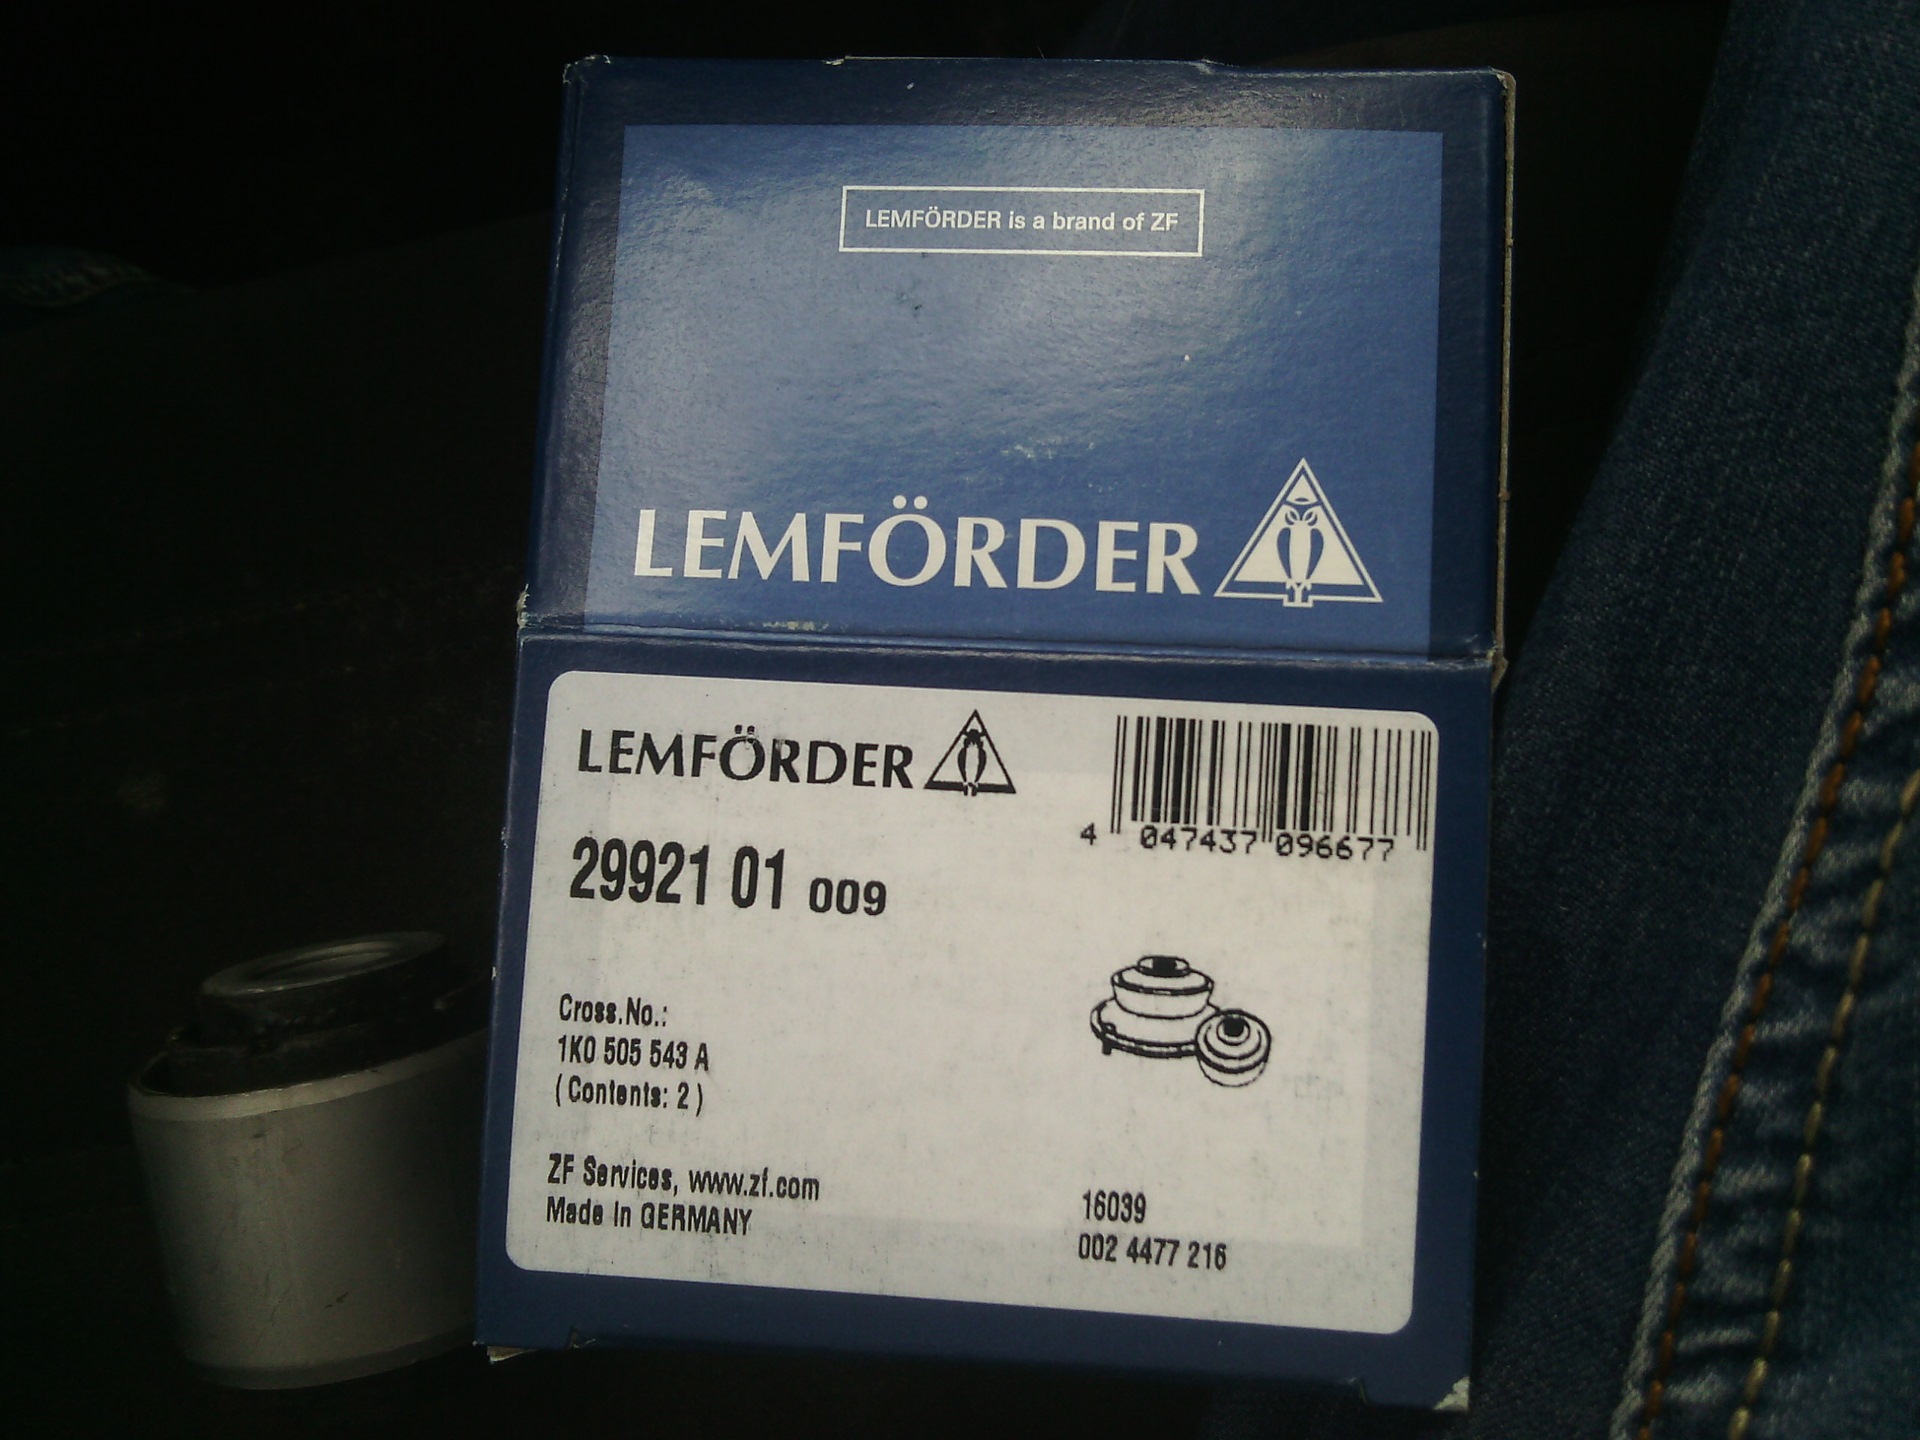 LEMFÖRDER is a brand of ZF
LEMFÖRDER
LEMFÖRDER
4 047437 096677
29921 01 009
Cross.No.:
1K0 505 543 A
(Contents: 2)
ZF Services, www.zf.com
Made in GERMANY
16039
002 4477 216